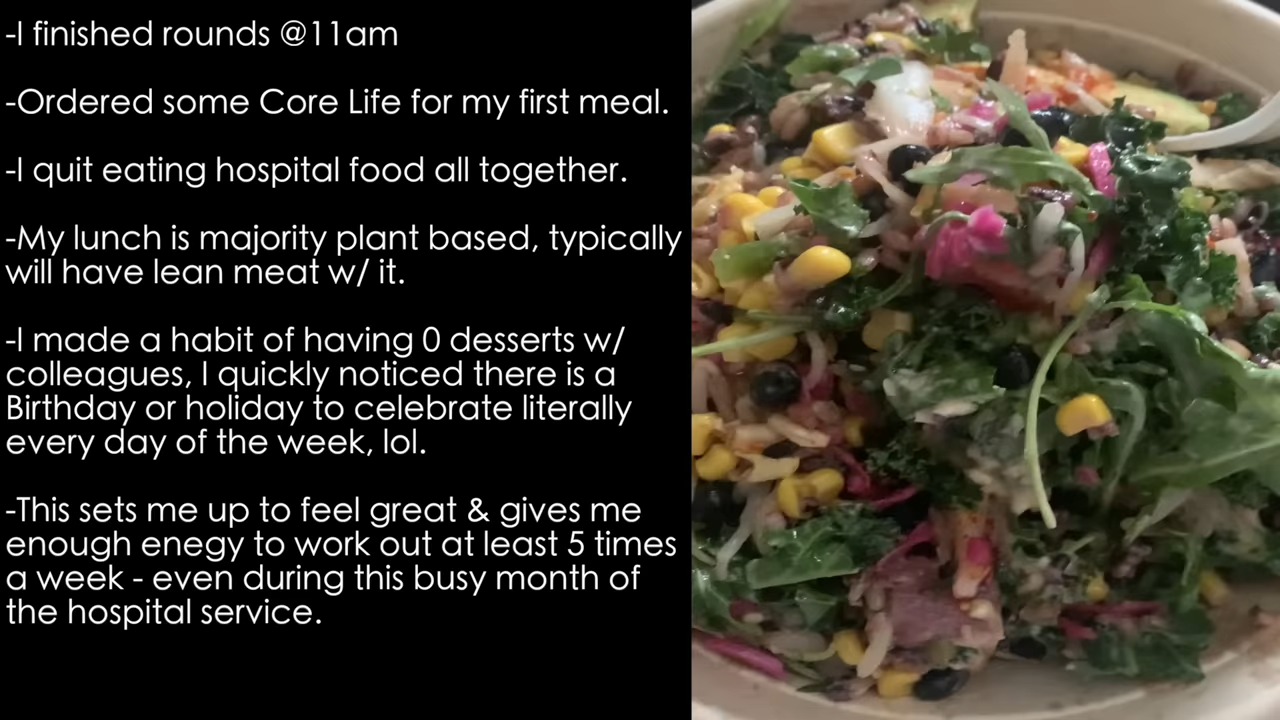 -I finished rounds @11am
-Ordered some Core Life for my first meal.
-I quit eating hospital food all together.
-My lunch is majority plant based, typically
will have lean meat w/ it.
-I made a habit of having 0 desserts w/
colleagues, I quickly noticed there is a
Birthday or holiday to celebrate literally
every day of the week, lol.
-This sets me up to feel great & gives me
enough enegy to work out at least 5 times
a week - even during this busy month of
the hospital service.